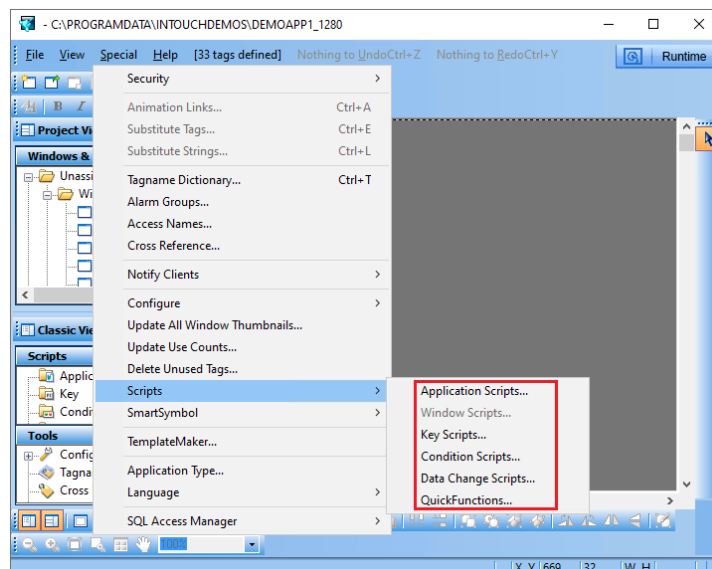 - C:\PROGRAMDATA\INTOUCHDEMOS\DEMOAPP1_1280
File View Special Help [33 tags defined] Nothing to UndoCtrl+Z Nothing to RedoCtrl+Y Runtime
B I
Project Vi
Windows &
Unassi
Wi
Classic Vie
Scripts
Applic
Key
Condit
Tools
Config
Tagna
Cross
Security
Animation Links... Ctrl+A
Substitute Tags... Ctrl+E
Substitute Strings... Ctrl+L
Tagname Dictionary... Ctrl+T
Alarm Groups...
Access Names...
Cross Reference...
Notify Clients
Configure
Update All Window Thumbnails...
Update Use Counts...
Delete Unused Tags...
Scripts
SmartSymbol
TemplateMaker...
Application Type...
Language
SQL Access Manager
Application Scripts...
Window Scripts...
Key Scripts...
Condition Scripts...
Data Change Scripts...
QuickFunctions...
100%
X, Y 669 32 W, H